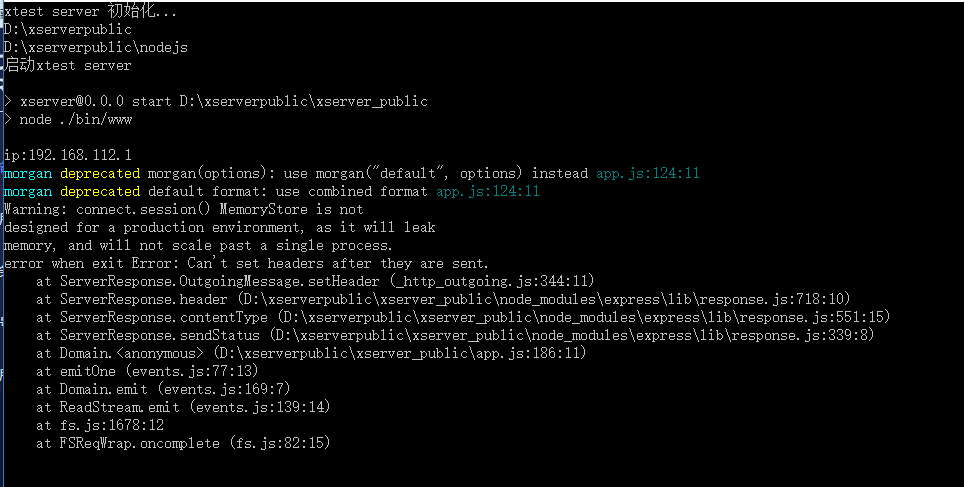 xtest server 初始化...
D:\xserverpublic
D:\xserverpublic\nodejs
启动xtest server
> xserver@0.0.0 start D:\xserverpublic\xserver_public
> node ./bin/www
ip:192.168.112.1
morgan deprecated morgan(options): use morgan("default", options) instead app.js:124:11
morgan deprecated default format: use combined format app.js:124:11
Warning: connect.session() MemoryStore is not
designed for a production environment, as it will leak
memory, and will not scale past a single process.
error when exit Error: Can't set headers after they are sent.
    at ServerResponse.OutgoingMessage.setHeader (_http_outgoing.js:344:11)
    at ServerResponse.header (D:\xserverpublic\xserver_public\node_modules\express\lib\response.js:718:10)
    at ServerResponse.contentType (D:\xserverpublic\xserver_public\node_modules\express\lib\response.js:551:15)
    at ServerResponse.sendStatus (D:\xserverpublic\xserver_public\node_modules\express\lib\response.js:339:8)
    at Domain.<anonymous> (D:\xserverpublic\xserver_public\app.js:186:11)
    at emitOne (events.js:77:13)
    at Domain.emit (events.js:169:7)
    at ReadStream.emit (events.js:139:14)
    at fs.js:1678:12
    at FSReqWrap.oncomplete (fs.js:82:15)